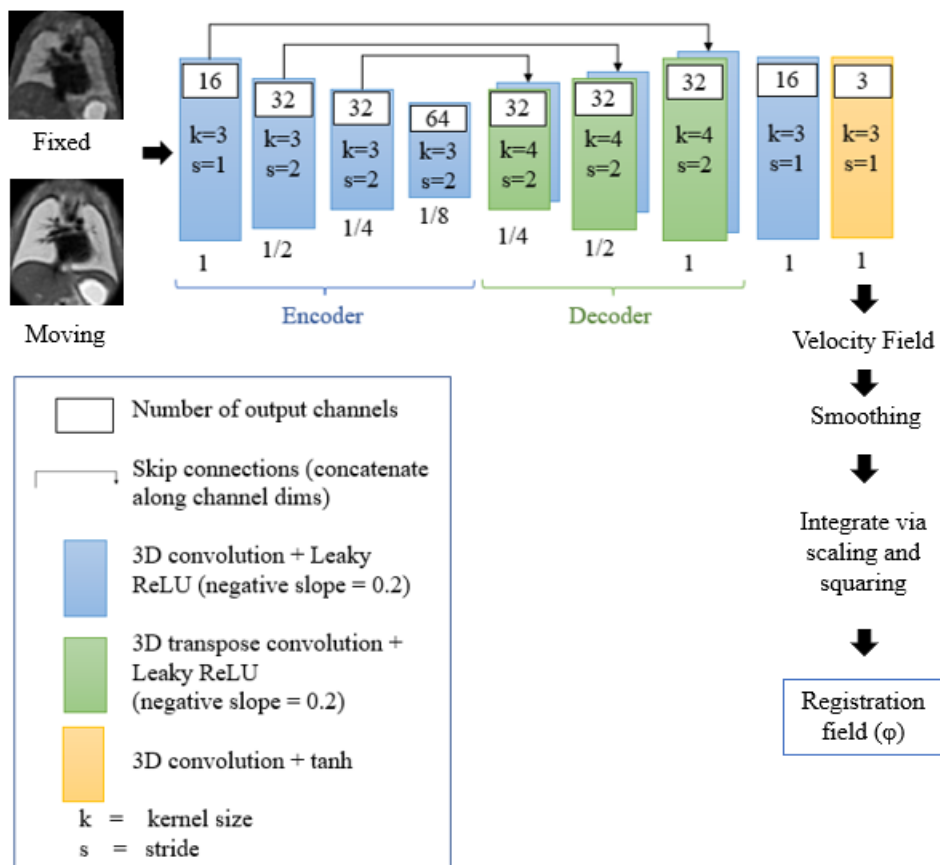 Fixed
Moving
16
k=3
s=1
1
32
k=3
s=2
1/2
32
k=3
s=2
1/4
64
k=3
s=2
1/8
32
k=4
s=2
1/4
32
k=4
s=2
1/2
32
k=4
s=2
1
16
k=3
s=1
1
3
k=3
s=1
1
Encoder
Decoder
Velocity Field
Smoothing
Integrate via
scaling and
squaring
Registration
field (φ)
Number of output channels
Skip connections (concatenate
along channel dims)
3D convolution + Leaky
ReLU (negative slope = 0.2)
3D transpose convolution +
Leaky ReLU
(negative slope = 0.2)
3D convolution + tanh
k = kernel size
s = stride